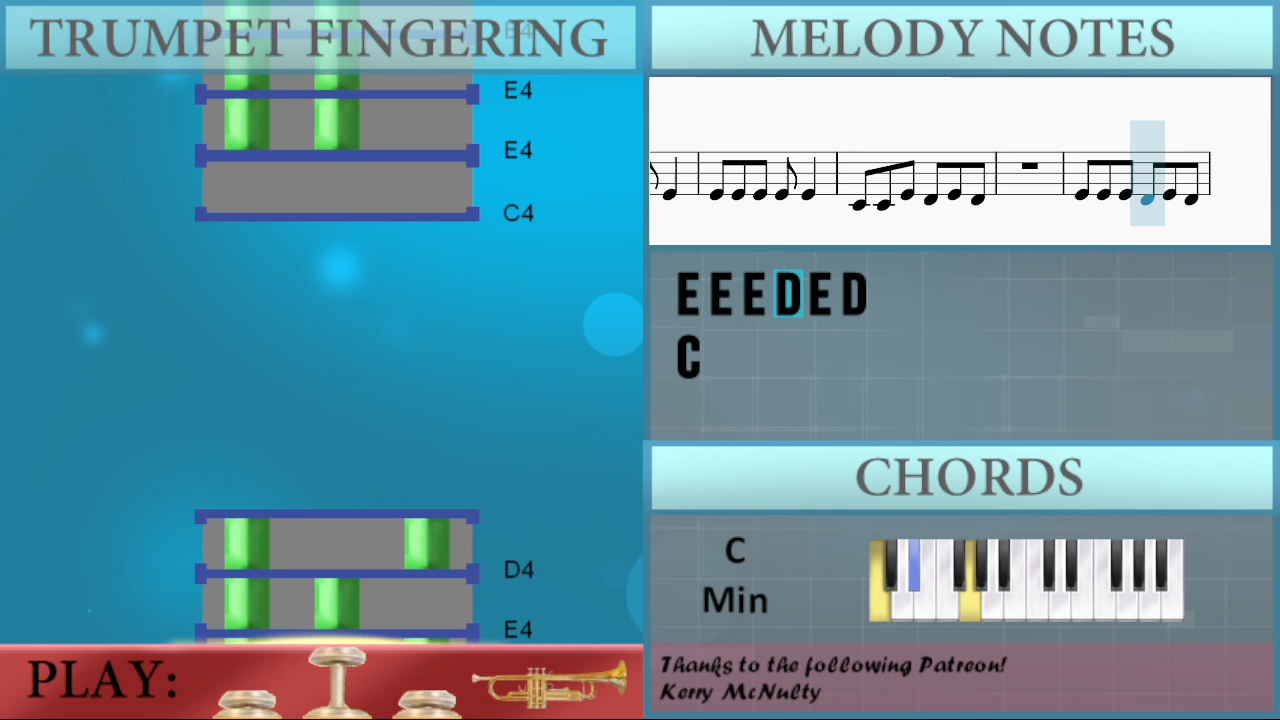 TRUMPET FINGERING
E4
E4
E4
C4
D4
E4
PLAY:
MELODY NOTES
E E E D E D
C
CHORDS
C
Min
Thanks to the following Patreon!
Kerry McNulty